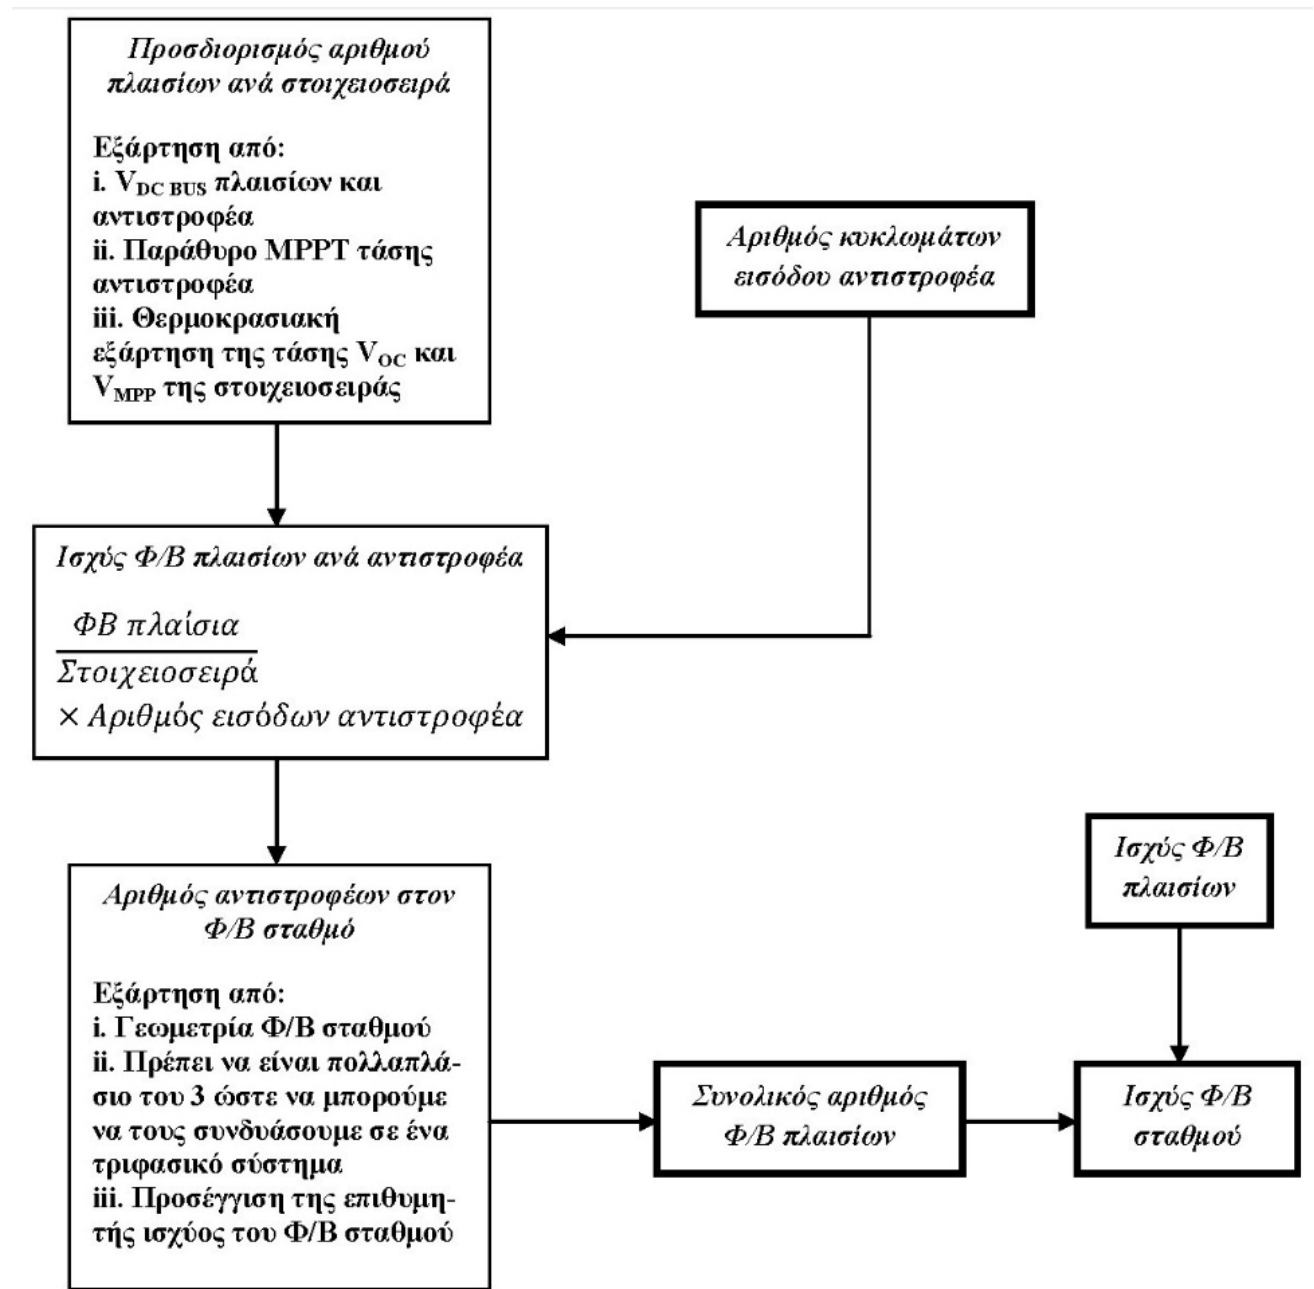 Προσδιορισμός αριθμού
πλαισίων ανά στοιχειοσειρά
Εξάρτηση από:
i. V_DC BUS πλαισίων και
αντιστροφέα
ii. Παράθυρο MPPT τάσης
αντιστροφέα
iii. Θερμοκρασιακή
εξάρτηση της τάσης V_OC και
V_MPP της στοιχειοσειράς
Αριθμός κυκλωμάτων
εισόδου αντιστροφέα
Ισχύς Φ/Β πλαισίων ανά αντιστροφέα
ΦΒ πλαίσια
Στοιχειοσειρά
× Αριθμός εισόδων αντιστροφέα
Αριθμός αντιστροφέων στον
Φ/Β σταθμό
Εξάρτηση από:
i. Γεωμετρία Φ/Β σταθμού
ii. Πρέπει να είναι πολλαπλά-
σιο του 3 ώστε να μπορούμε
να τους συνδυάσουμε σε ένα
τριφασικό σύστημα
iii. Προσέγγιση της επιθυμη-
τής ισχύος του Φ/Β σταθμού
Συνολικός αριθμός
Φ/Β πλαισίων
Ισχύς Φ/Β
πλαισίων
Ισχύς Φ/Β
σταθμού